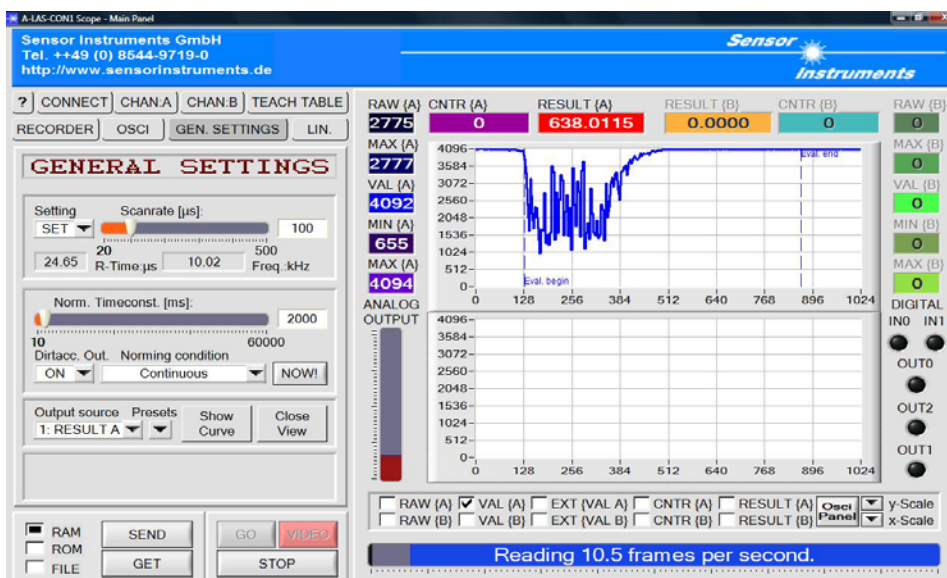 A-LAS-CON1 Scope - Main Panel
Sensor Instruments GmbH
Tel. ++49 (0) 8544-9719-0
http://www.sensorinstruments.de
Sensor
Instruments
? CONNECT CHAN:A CHAN:B TEACH TABLE
RECORDER OSCI GEN. SETTINGS LIN.
GENERAL SETTINGS
Setting Scanrate [µs]:
SET 100
20 500
24.65 R-Time:µs 10.02 Freq.:kHz
Norm. Timeconst. [ms]:
2000
10 60000
Dirtacc. Out. Norming condition
ON Continuous NOW!
Output source Presets
1: RESULT A
Show Curve
Close View
RAM
ROM
FILE
SEND
GET
GO VIDEO
STOP
RAW {A} CNTR {A} RESULT {A} RESULT {B} CNTR {B} RAW {B}
2775 0 638.0115 0.0000 0 0
MAX {A}
2777
VAL {A}
4092
MIN {A}
655
MAX {A}
4094
ANALOG
OUTPUT
4096
3584
3072
2560
2048
1536
1024
512
0
Eval. begin
Eval. end
0 128 256 384 512 640 768 896 1024
4096
3584
3072
2560
2048
1536
1024
512
0
0 128 256 384 512 640 768 896 1024
MAX {B}
0
VAL {B}
0
MIN {B}
0
MAX {B}
0
DIGITAL
IN0 IN1
OUT0
OUT2
OUT1
RAW {A} VAL {A} EXT {VAL A} CNTR {A} RESULT {A}
RAW {B} VAL {B} EXT {VAL B} CNTR {B} RESULT {B}
Osci
Panel
y-Scale
x-Scale
Reading 10.5 frames per second.